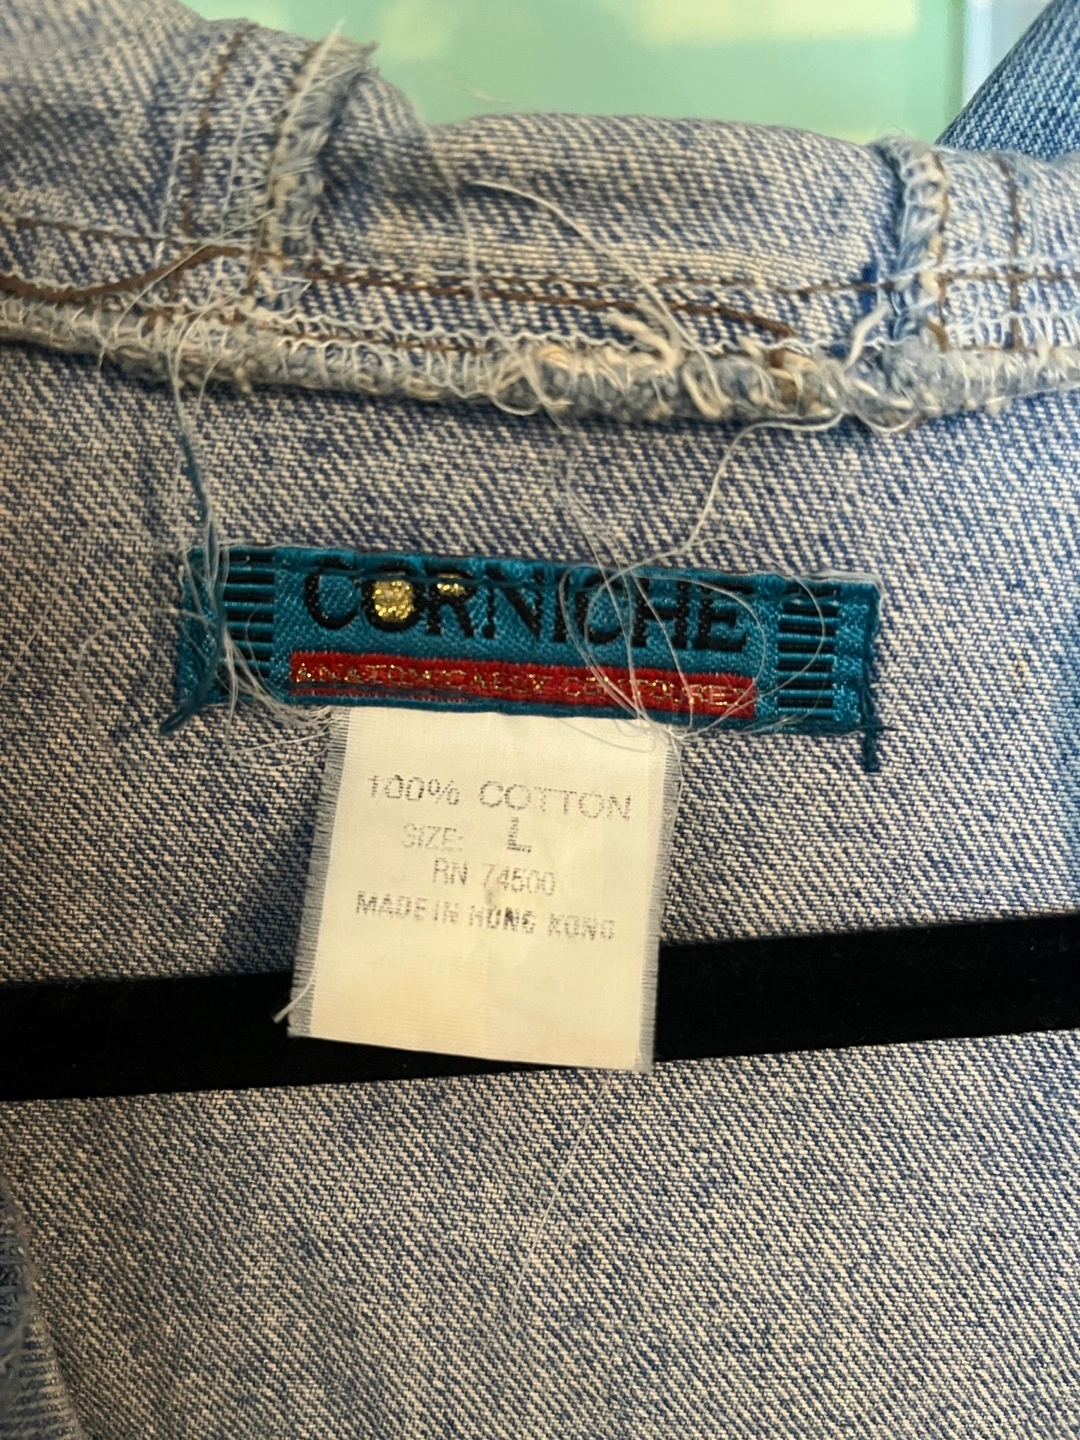 CORNICHE
ANATOMICALLY CONTOURED
100% COTTON
SIZE: L
RN 74500
MADE IN HONG KONG